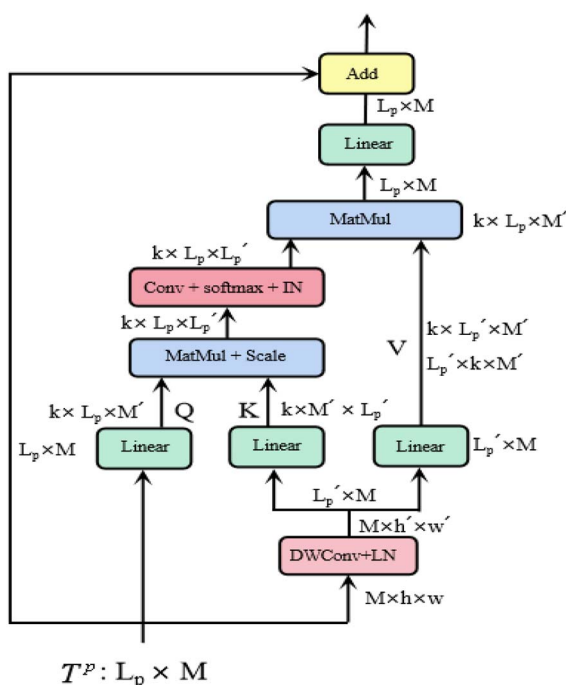 Add
Lₚ×M
Linear
Lₚ×M
MatMul
k× Lₚ×M´
k× Lₚ×Lₚ´
Conv + softmax + IN
k× Lₚ×Lₚ´
MatMul + Scale
V
k× Lₚ´×M´
Lₚ´×k×M´
k× Lₚ×M´
Q
K
k×M´ × Lₚ´
Lₚ×M
Linear
Linear
Linear
Lₚ´×M
Lₚ´×M
M×h´×w´
DWConv+LN
M×h×w
Tᵖ: Lₚ × M